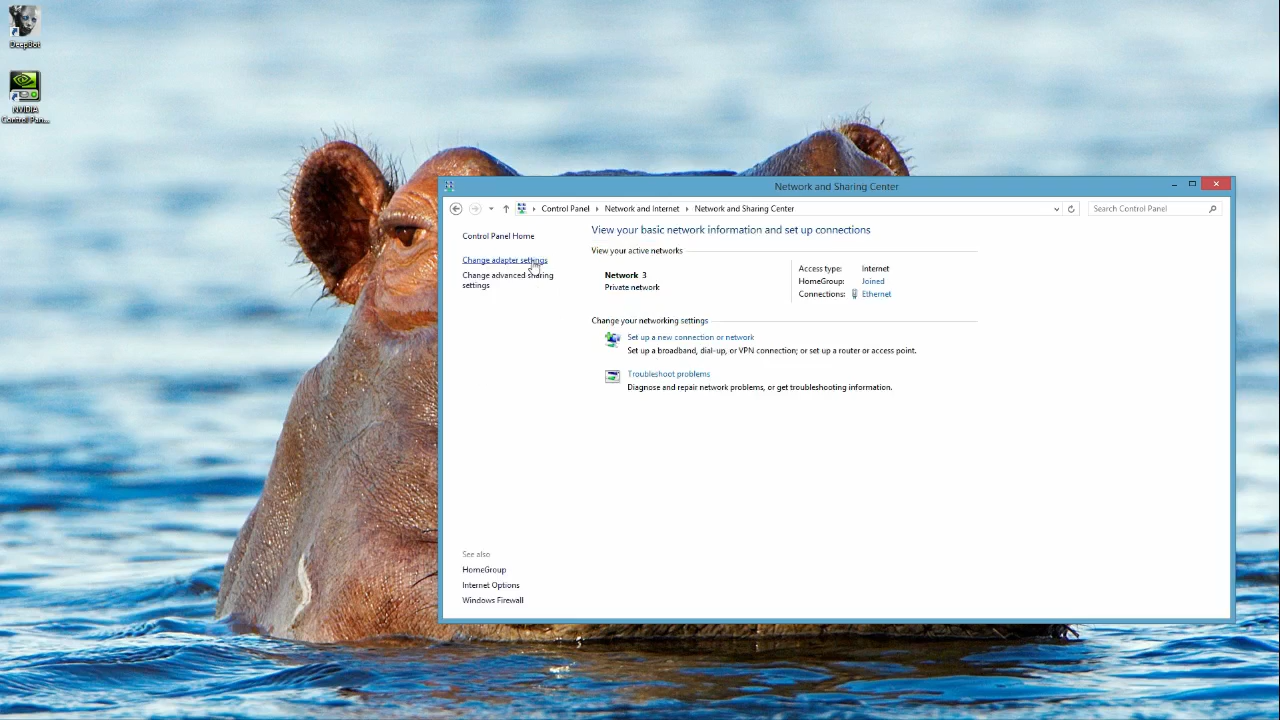 DeepBot
NVIDIA
Control Pan...
Network and Sharing Center
Control Panel
Network and Internet
Network and Sharing Center
Search Control Panel
Control Panel Home
Change adapter settings
Change advanced sharing
settings
See also
HomeGroup
Internet Options
Windows Firewall
View your basic network information and set up connections
View your active networks
Network 3
Private network
Access type: Internet
HomeGroup: Joined
Connections: Ethernet
Change your networking settings
Set up a new connection or network
Set up a broadband, dial-up, or VPN connection; or set up a router or access point.
Troubleshoot problems
Diagnose and repair network problems, or get troubleshooting information.